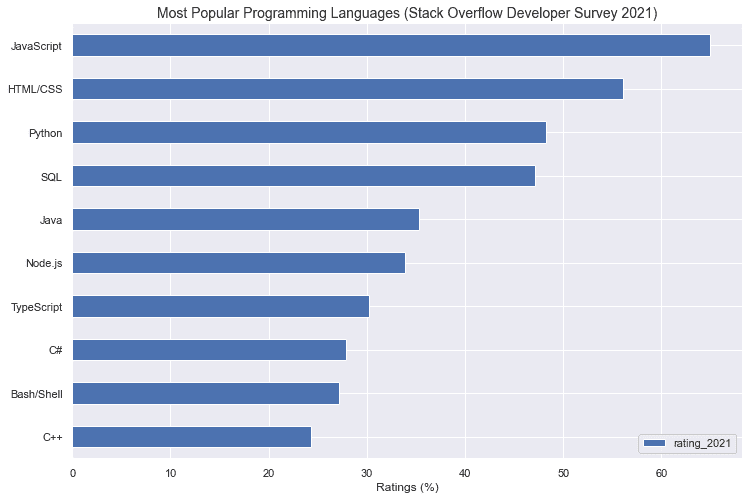 Most Popular Programming Languages (Stack Overflow Developer Survey 2021)
JavaScript
HTML/CSS
Python
SQL
Java
Node.js
TypeScript
C#
Bash/Shell
C++
rating_2021
0 10 20 30 40 50 60
Ratings (%)